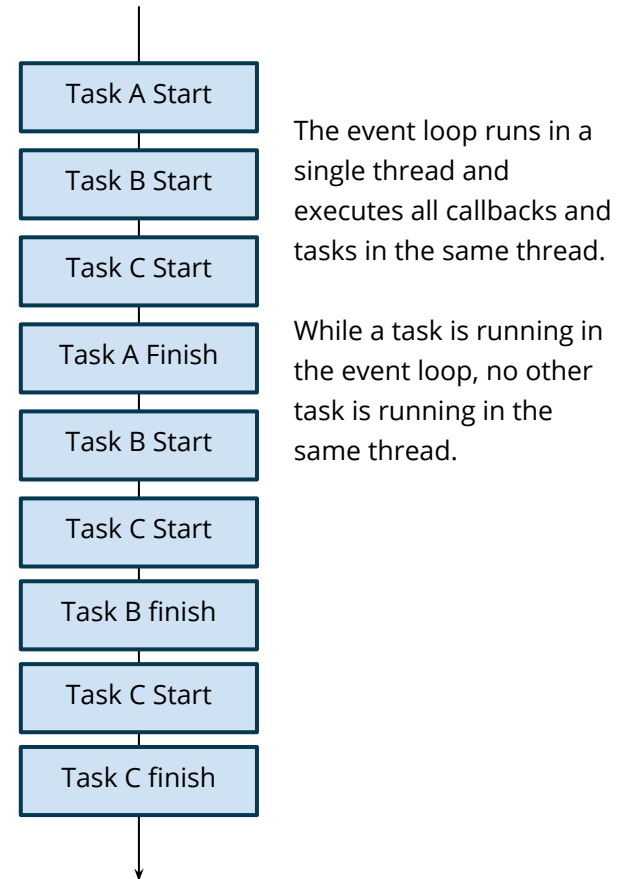 Task A Start
Task B Start
Task C Start
Task A Finish
Task B Start
Task C Start
Task B finish
Task C Start
Task C finish
The event loop runs in a
single thread and
executes all callbacks and
tasks in the same thread.
While a task is running in
the event loop, no other
task is running in the
same thread.